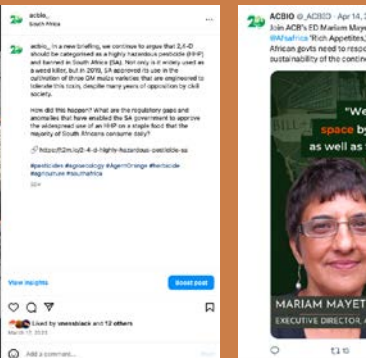 acbio_
South Africa
acbio_ In a new briefing, we continue to argue that 2,4-D
should be categorised as a highly hazardous pesticide (HHP)
and banned in South Africa (SA). Not only is it widely used as
a weed killer, but in 2019, SA approved its use in the
cultivation of three GM maize varieties that are engineered to
tolerate this toxin, despite many years of opposition by civil
society.
How did this happen? What are the regulatory gaps and
anomalies that have enabled the SA government to approve
the widespread use of an HHP on a staple food that the
majority of South Africans consume daily?
#pesticides #agroecology #AgentOrange #herbicide
#agriculture #southafrica
View insights
Boost post
Liked by and 12 others
Add a comment...
ACBIO @_ACBIO · Apr 14, 2
Join ACB's ED Mariam Maye
"Rich Appetites,
African govts need to respo
sustainability of the contine
BILL
"We
space by
as well as t
MARIAM MAYET
EXECUTIVE DIRECTOR, A